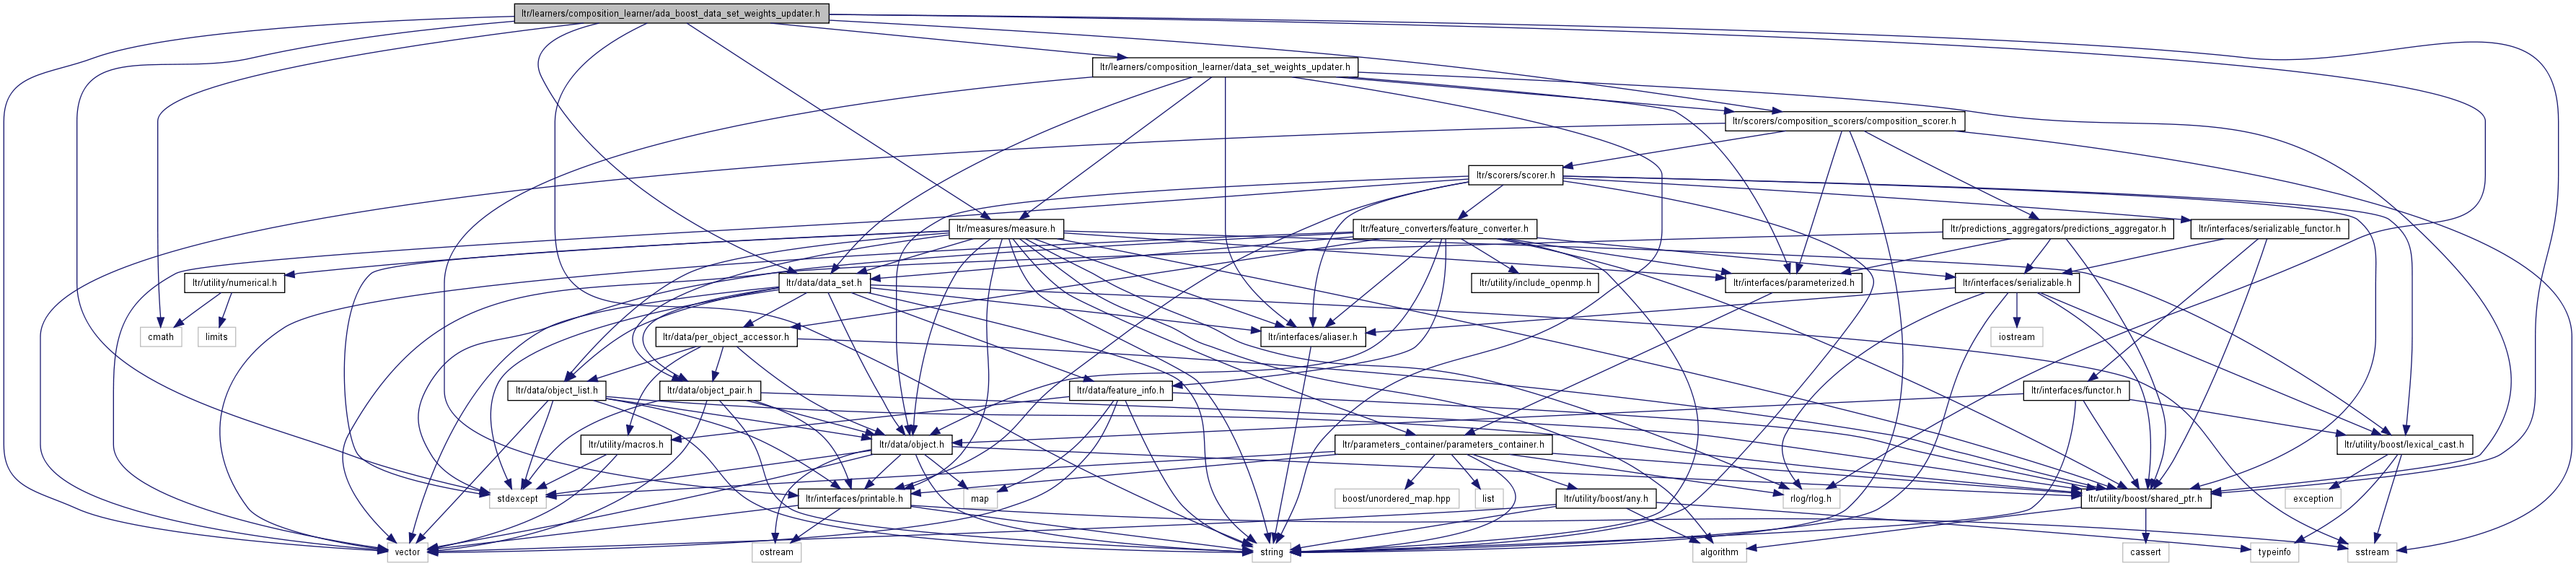 ltr/learners/composition_learner/ada_boost_data_set_weights_updater.h
ltr/learners/composition_learner/data_set_weights_updater.h
ltr/scorers/composition_scorers/composition_scorer.h
ltr/scorers/scorer.h
ltr/measures/measure.h
ltr/feature_converters/feature_converter.h
ltr/predictions_aggregators/predictions_aggregator.h
ltr/interfaces/serializable_functor.h
ltr/utility/numerical.h
ltr/data/data_set.h
ltr/utility/include_openmp.h
ltr/interfaces/parameterized.h
ltr/interfaces/serializable.h
cmath
limits
ltr/data/per_object_accessor.h
ltr/interfaces/aliaser.h
iostream
ltr/data/object_list.h
ltr/data/object_pair.h
ltr/data/feature_info.h
ltr/interfaces/functor.h
ltr/utility/macros.h
ltr/data/object.h
ltr/parameters_container/parameters_container.h
ltr/utility/boost/lexical_cast.h
stdexcept
ltr/interfaces/printable.h
map
boost/unordered_map.hpp
list
ltr/utility/boost/any.h
rlog/rlog.h
ltr/utility/boost/shared_ptr.h
exception
vector
ostream
string
algorithm
cassert
typeinfo
sstream